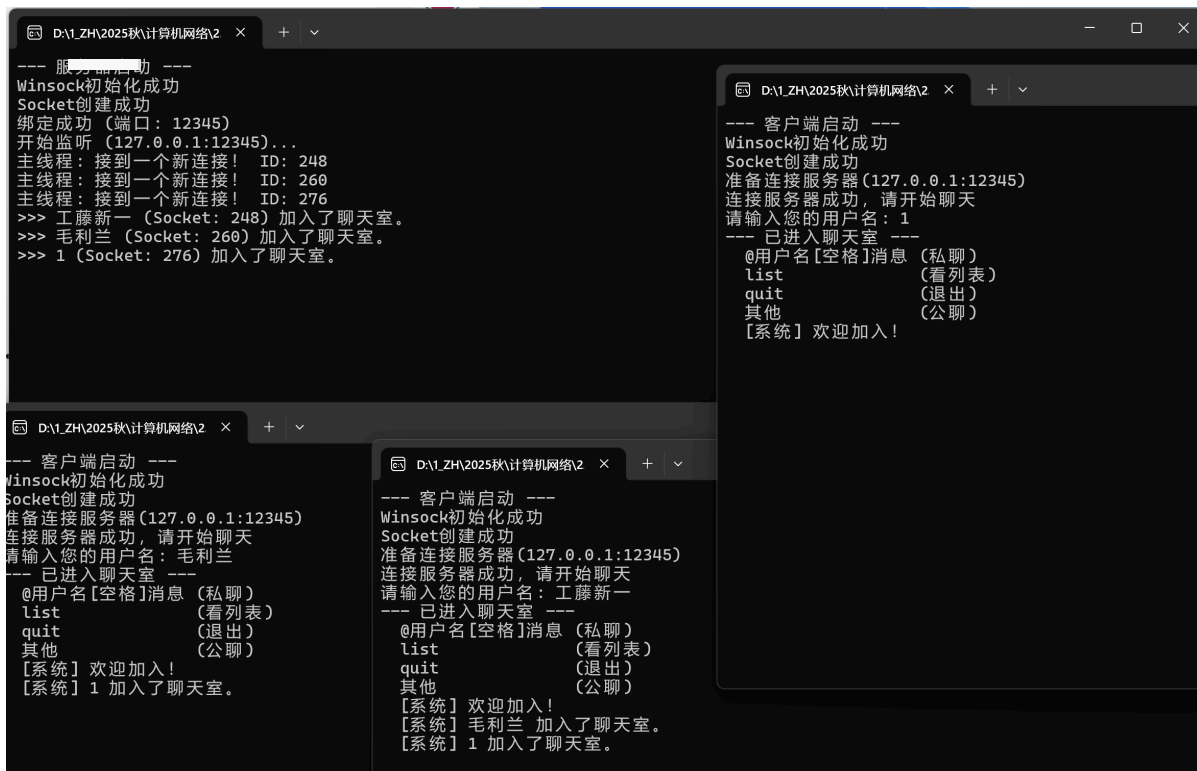 D:\1_ZH\2025秋\计算机网络\2
--- 服务器启动 ---
Winsock初始化成功
Socket创建成功
绑定成功 (端口: 12345)
开始监听 (127.0.0.1:12345)...
主线程: 接到一个新连接! ID: 248
主线程: 接到一个新连接! ID: 260
主线程: 接到一个新连接! ID: 276
>>> 工藤新一 (Socket: 248) 加入了聊天室。
>>> 毛利兰 (Socket: 260) 加入了聊天室。
>>> 1 (Socket: 276) 加入了聊天室。
D:\1_ZH\2025秋\计算机网络\2
--- 客户端启动 ---
Winsock初始化成功
Socket创建成功
准备连接服务器(127.0.0.1:12345)
连接服务器成功, 请开始聊天
请输入您的用户名: 1
--- 已进入聊天室 ---
@用户名[空格]消息 (私聊)
list (看列表)
quit (退出)
其他 (公聊)
[系统] 欢迎加入!
D:\1_ZH\2025秋\计算机网络\2
--- 客户端启动 ---
Winsock初始化成功
Socket创建成功
准备连接服务器(127.0.0.1:12345)
连接服务器成功, 请开始聊天
请输入您的用户名: 毛利兰
--- 已进入聊天室 ---
@用户名[空格]消息 (私聊)
list (看列表)
quit (退出)
其他 (公聊)
[系统] 欢迎加入!
[系统] 1 加入了聊天室。
D:\1_ZH\2025秋\计算机网络\2
--- 客户端启动 ---
Winsock初始化成功
Socket创建成功
准备连接服务器(127.0.0.1:12345)
连接服务器成功, 请开始聊天
请输入您的用户名: 工藤新一
--- 已进入聊天室 ---
@用户名[空格]消息 (私聊)
list (看列表)
quit (退出)
其他 (公聊)
[系统] 欢迎加入!
[系统] 毛利兰 加入了聊天室。
[系统] 1 加入了聊天室。